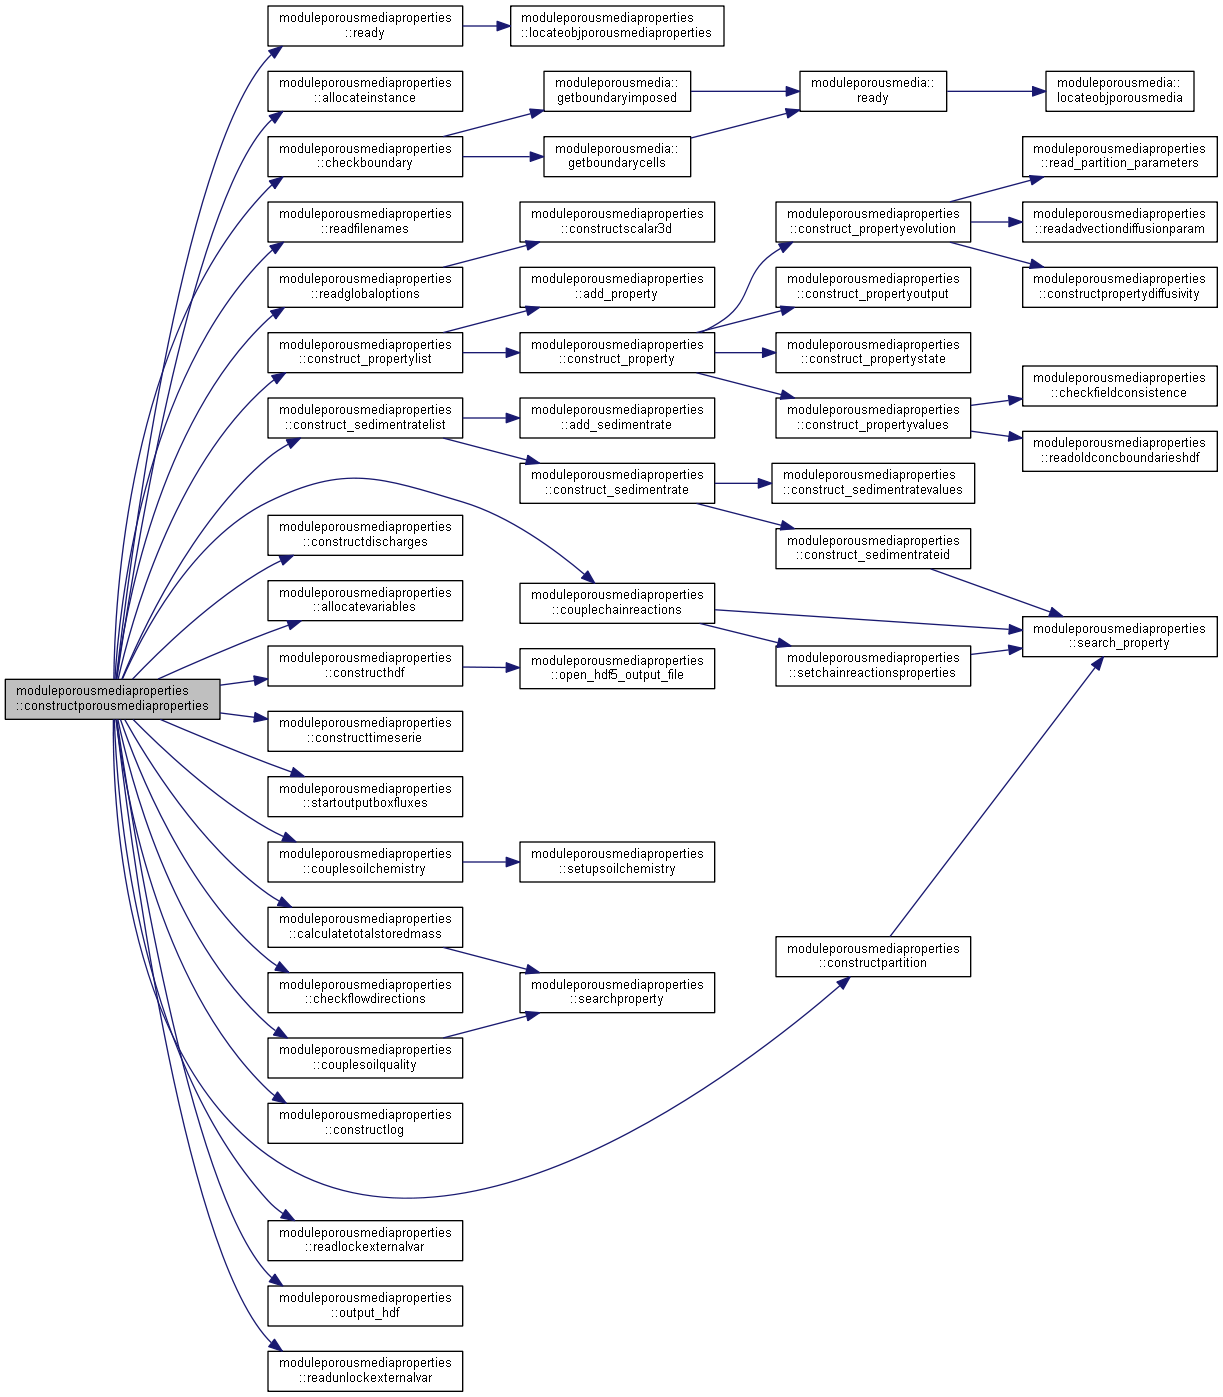 moduleporousmediaproperties
::constructporousmediaproperties
moduleporousmediaproperties
::ready
moduleporousmediaproperties
::locateobjporousmediaproperties
moduleporousmediaproperties
::allocateinstance
moduleporousmediaproperties
::checkboundary
moduleporousmedia::
getboundaryimposed
moduleporousmedia::
getboundarycells
moduleporousmedia::
ready
moduleporousmedia::
locateobjporousmedia
moduleporousmediaproperties
::readfilenames
moduleporousmediaproperties
::readglobaloptions
moduleporousmediaproperties
::constructscalar3d
moduleporousmediaproperties
::construct_propertylist
moduleporousmediaproperties
::add_property
moduleporousmediaproperties
::construct_property
moduleporousmediaproperties
::construct_propertyevolution
moduleporousmediaproperties
::read_partition_parameters
moduleporousmediaproperties
::readadvectiondiffusionparam
moduleporousmediaproperties
::constructpropertydiffusivity
moduleporousmediaproperties
::construct_propertyoutput
moduleporousmediaproperties
::construct_propertystate
moduleporousmediaproperties
::construct_propertyvalues
moduleporousmediaproperties
::checkfieldconsistence
moduleporousmediaproperties
::readoldconcboundarieshdf
moduleporousmediaproperties
::construct_sedimentratelist
moduleporousmediaproperties
::add_sedimentrate
moduleporousmediaproperties
::construct_sedimentrate
moduleporousmediaproperties
::construct_sedimentratevalues
moduleporousmediaproperties
::construct_sedimentrateid
moduleporousmediaproperties
::search_property
moduleporousmediaproperties
::constructdischarges
moduleporousmediaproperties
::couplechainreactions
moduleporousmediaproperties
::setchainreactionsproperties
moduleporousmediaproperties
::allocatevariables
moduleporousmediaproperties
::constructhdf
moduleporousmediaproperties
::open_hdf5_output_file
moduleporousmediaproperties
::constructtimeserie
moduleporousmediaproperties
::startoutputboxfluxes
moduleporousmediaproperties
::couplesoilchemistry
moduleporousmediaproperties
::setupsoilchemistry
moduleporousmediaproperties
::calculatetotalstoredmass
moduleporousmediaproperties
::searchproperty
moduleporousmediaproperties
::constructpartition
moduleporousmediaproperties
::checkflowdirections
moduleporousmediaproperties
::couplesoilquality
moduleporousmediaproperties
::constructlog
moduleporousmediaproperties
::readlockexternalvar
moduleporousmediaproperties
::output_hdf
moduleporousmediaproperties
::readunlockexternalvar